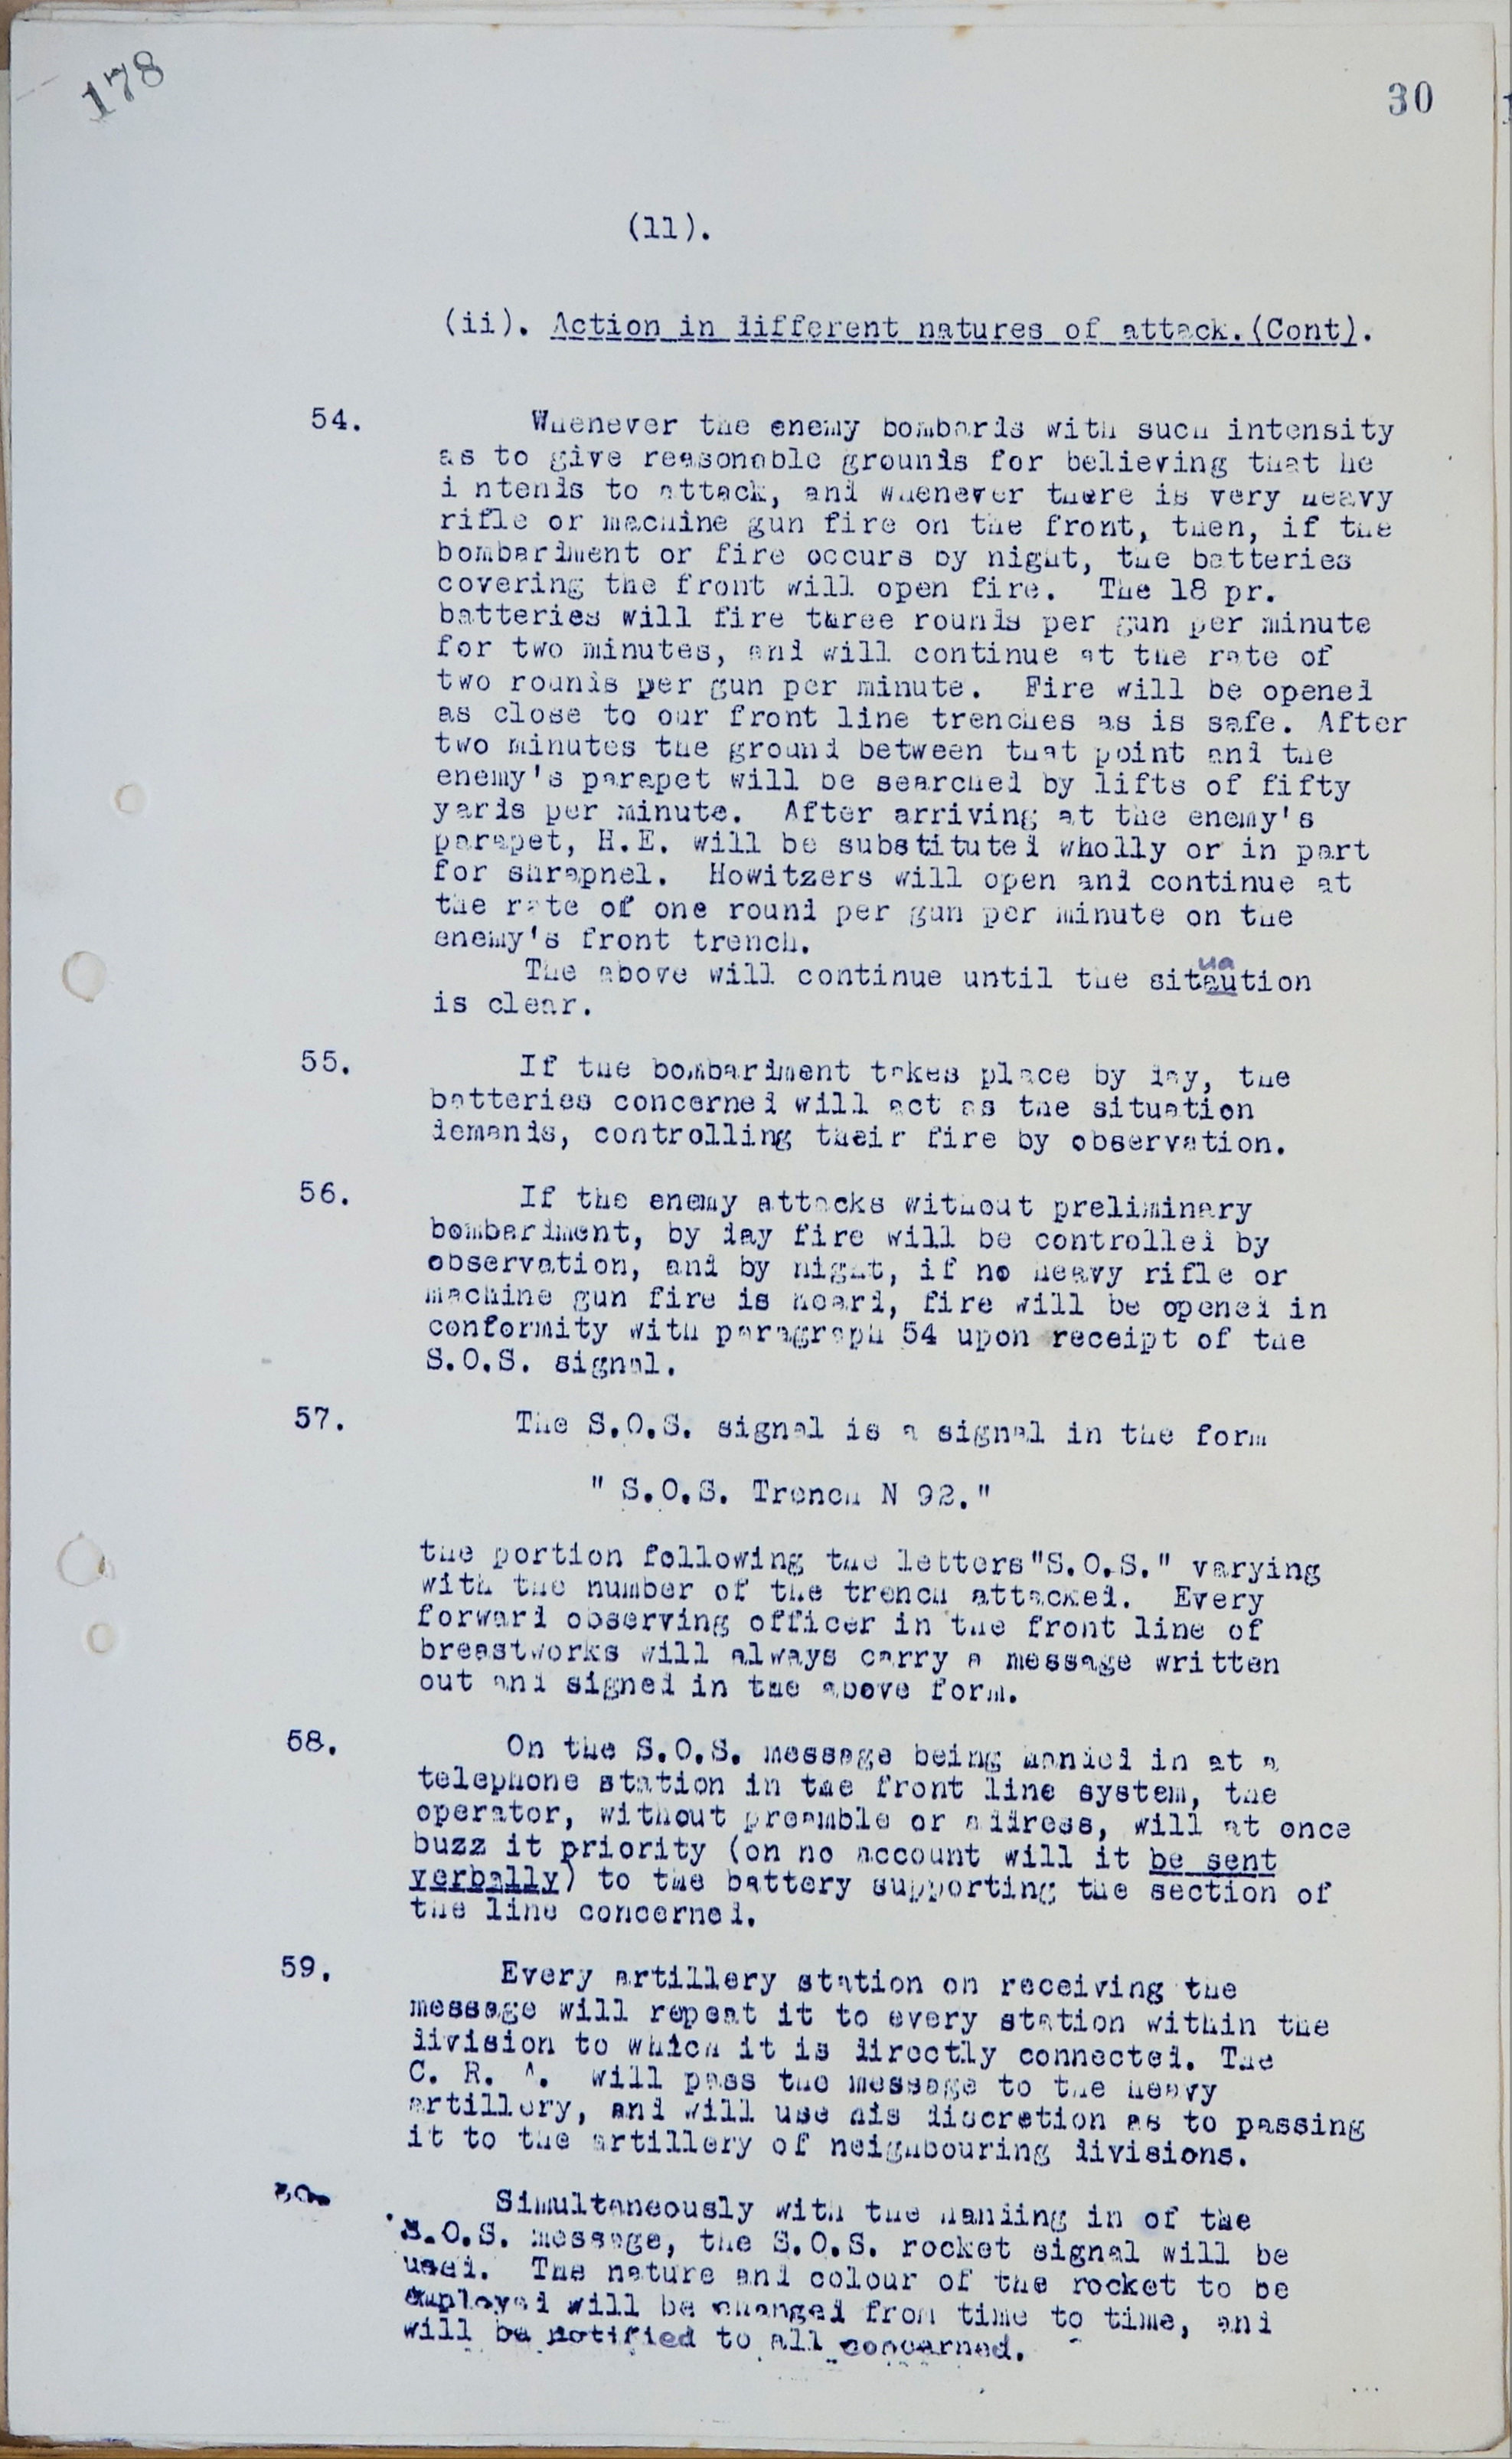 178
30
(11).
(ii). Action in different natures of attack.(Cont).
54. Whenever the enemy bombards with such intensity
as to give reasonable grounds for believing that he
i ntends to attack, and whenever there is very heavy
rifle or machine gun fire on the front, then, if the
bombardment or fire occurs by night, the batteries
covering the front will open fire. The 18 pr.
batteries will fire three rounds per gun per minute
for two minutes, and will continue at the rate of
two rounds per gun per minute. Fire will be opened
as close to our front line trenches as is safe. After
two minutes the ground between that point and the
enemy's parapet will be searched by lifts of fifty
yards per minute. After arriving at the enemy's
parapet, H.E. will be substituted wholly or in part
for shrapnel. Howitzers will open and continue at
the rate of one round per gun per minute on the
enemy's front trench.
ua
The above will continue until the sitaution
is clear.
55. If the bombardment takes place by day, the
batteries concerned will act as the situation
demands, controlling their fire by observation.
56. If the enemy attacks without preliminary
bombardment, by day fire will be controlled by
observation, and by night, if no heavy rifle or
machine gun fire is heard, fire will be opened in
conformity with paragraph 54 upon receipt of the
S.O.S. signal.
57. The S.O.S. signal is a signal in the form
" S.O.S. Trench N 92."
the portion following the letters"S.O.S." varying
with the number of the trench attacked. Every
forward observing officer in the front line of
breastworks will always carry a message written
out and signed in the above form.
58. On the S.O.S. message being handed in at a
telephone station in the front line system, the
operator, without preamble or address, will at once
buzz it priority (on no account will it be sent
verbally) to the battery supporting the section of
the line concerned.
59. Every artillery station on receiving the
message will repeat it to every station within the
division to which it is directly connected. The
C. R. A. will pass the message to the heavy
artillery, and will use his discretion as to passing
it to the artillery of neighbouring divisions.
Simultaneously with the handing in of the
S.O.S. message, the S.O.S. rocket signal will be
used. The nature and colour of the rocket to be
employed will be changed from time to time, and
will be notified to all concerned.